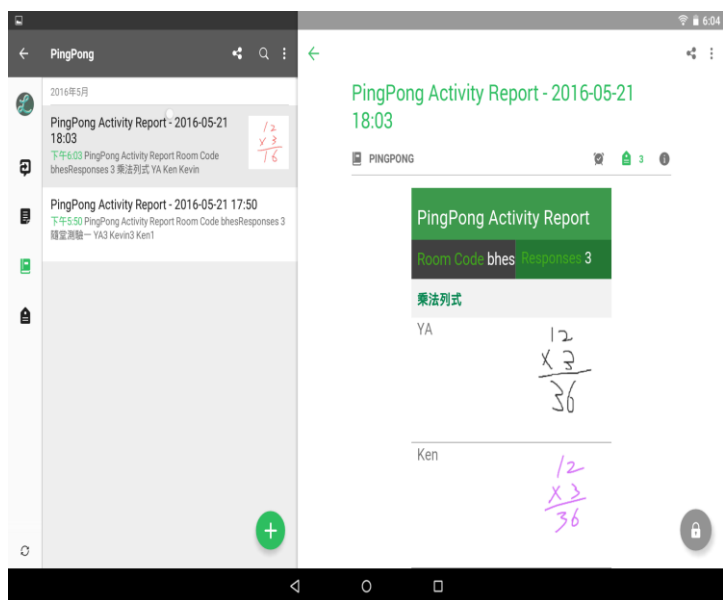 6:04
PingPong
2016年5月
PingPong Activity Report - 2016-05-21
18:03
下午6:03 PingPong Activity Report Room Code
bhesResponses 3 乘法列式 YA Ken Kevin
12
x 3
16
PingPong Activity Report - 2016-05-21 17:50
下午5:50 PingPong Activity Report Room Code bhesResponses 3
隨堂測驗一 YA3 Kevin3 Ken1
PingPong Activity Report - 2016-05-21
18:03
PINGPONG
3
PingPong Activity Report
Room Code bhes Responses 3
乘法列式
YA
12
x 3
36
Ken
12
x 3
36